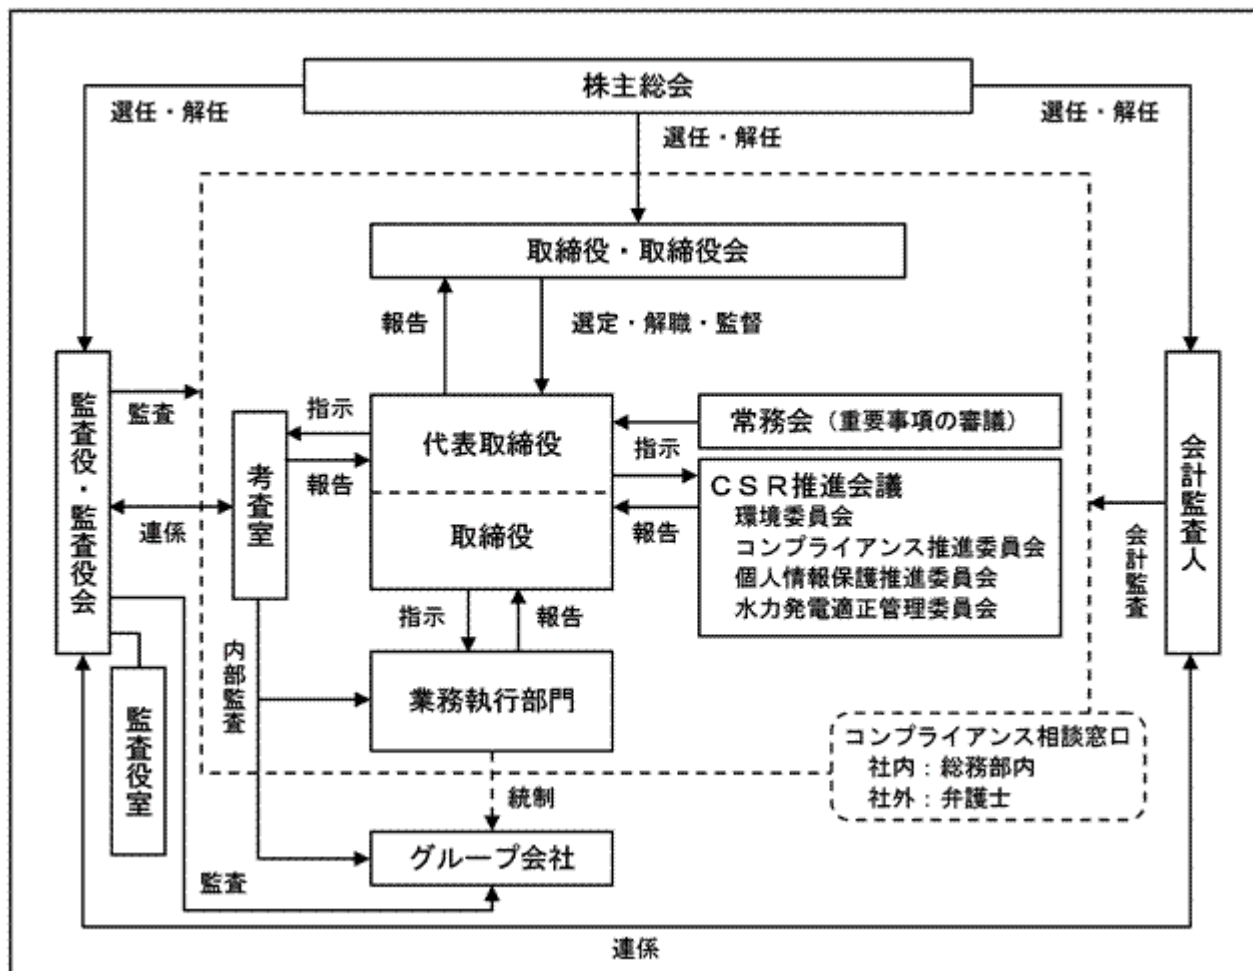 株主総会
選任・解任
選任・解任
選任・解任
取締役・取締役会
報告
選定・解職・監督
監査役・監査役会
監査
指示
代表取締役
常務会（重要事項の審議）
指示
考査室
報告
ＣＳＲ推進会議
環境委員会
コンプライアンス推進委員会
個人情報保護推進委員会
水力発電適正管理委員会
連係
取締役
報告
会計監査人
会計監査
指示
報告
内部監査
業務執行部門
監査役室
コンプライアンス相談窓口
社内：総務部内
社外：弁護士
統制
グループ会社
監査
連係